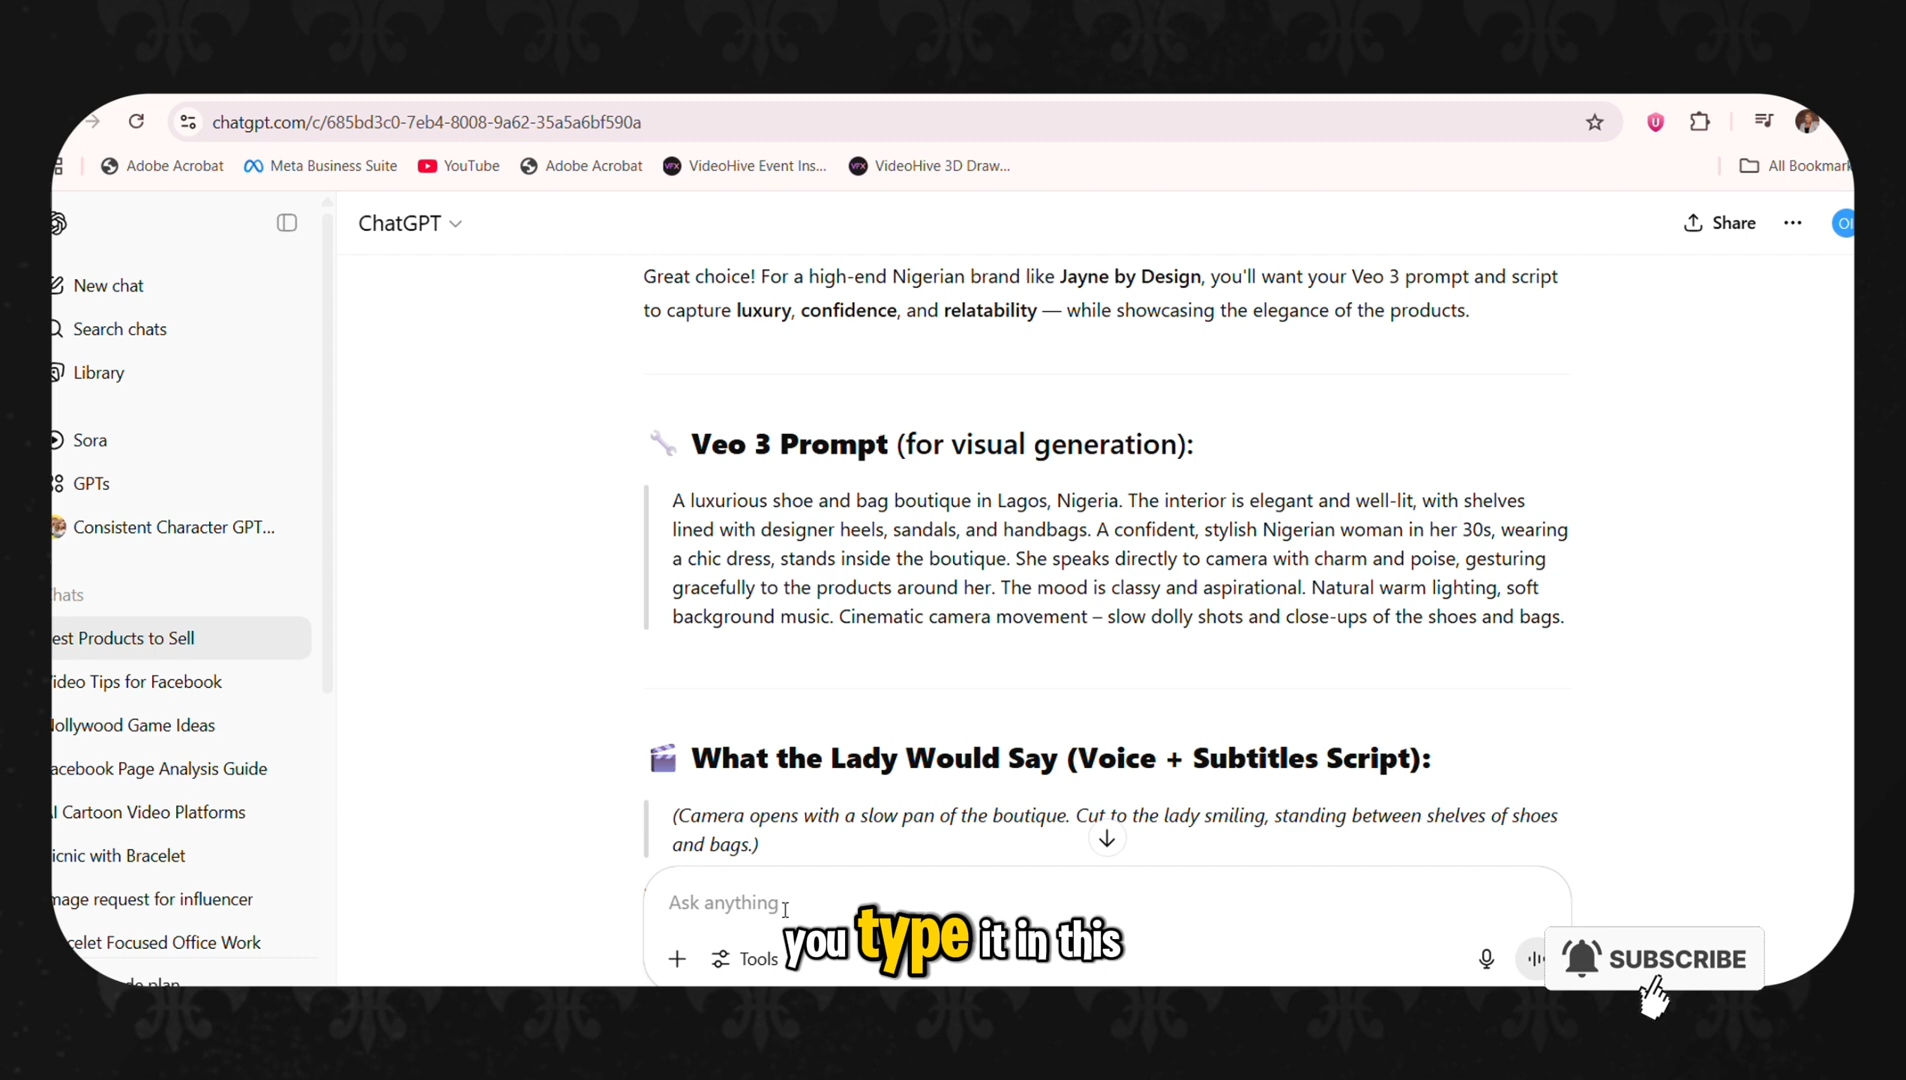 chatgpt.com/c/685bd3c0-7eb4-8008-9a62-35a5a6bf590a
Adobe Acrobat Meta Business Suite YouTube Adobe Acrobat VideoHive Event Ins... VideoHive 3D Draw... All Bookmark
ChatGPT Share
New chat
Search chats
Library
Sora
GPTs
Consistent Character GPT...
hats
est Products to Sell
ideo Tips for Facebook
ollywood Game Ideas
acebook Page Analysis Guide
I Cartoon Video Platforms
icnic with Bracelet
mage request for influencer
celet Focused Office Work
de plan
Great choice! For a high-end Nigerian brand like Jayne by Design, you'll want your Veo 3 prompt and script
to capture luxury, confidence, and relatability — while showcasing the elegance of the products.
Veo 3 Prompt (for visual generation):
A luxurious shoe and bag boutique in Lagos, Nigeria. The interior is elegant and well-lit, with shelves
lined with designer heels, sandals, and handbags. A confident, stylish Nigerian woman in her 30s, wearing
a chic dress, stands inside the boutique. She speaks directly to camera with charm and poise, gesturing
gracefully to the products around her. The mood is classy and aspirational. Natural warm lighting, soft
background music. Cinematic camera movement – slow dolly shots and close-ups of the shoes and bags.
What the Lady Would Say (Voice + Subtitles Script):
(Camera opens with a slow pan of the boutique. Cut to the lady smiling, standing between shelves of shoes
and bags.)
Ask anything
Tools
you type it in this
SUBSCRIBE